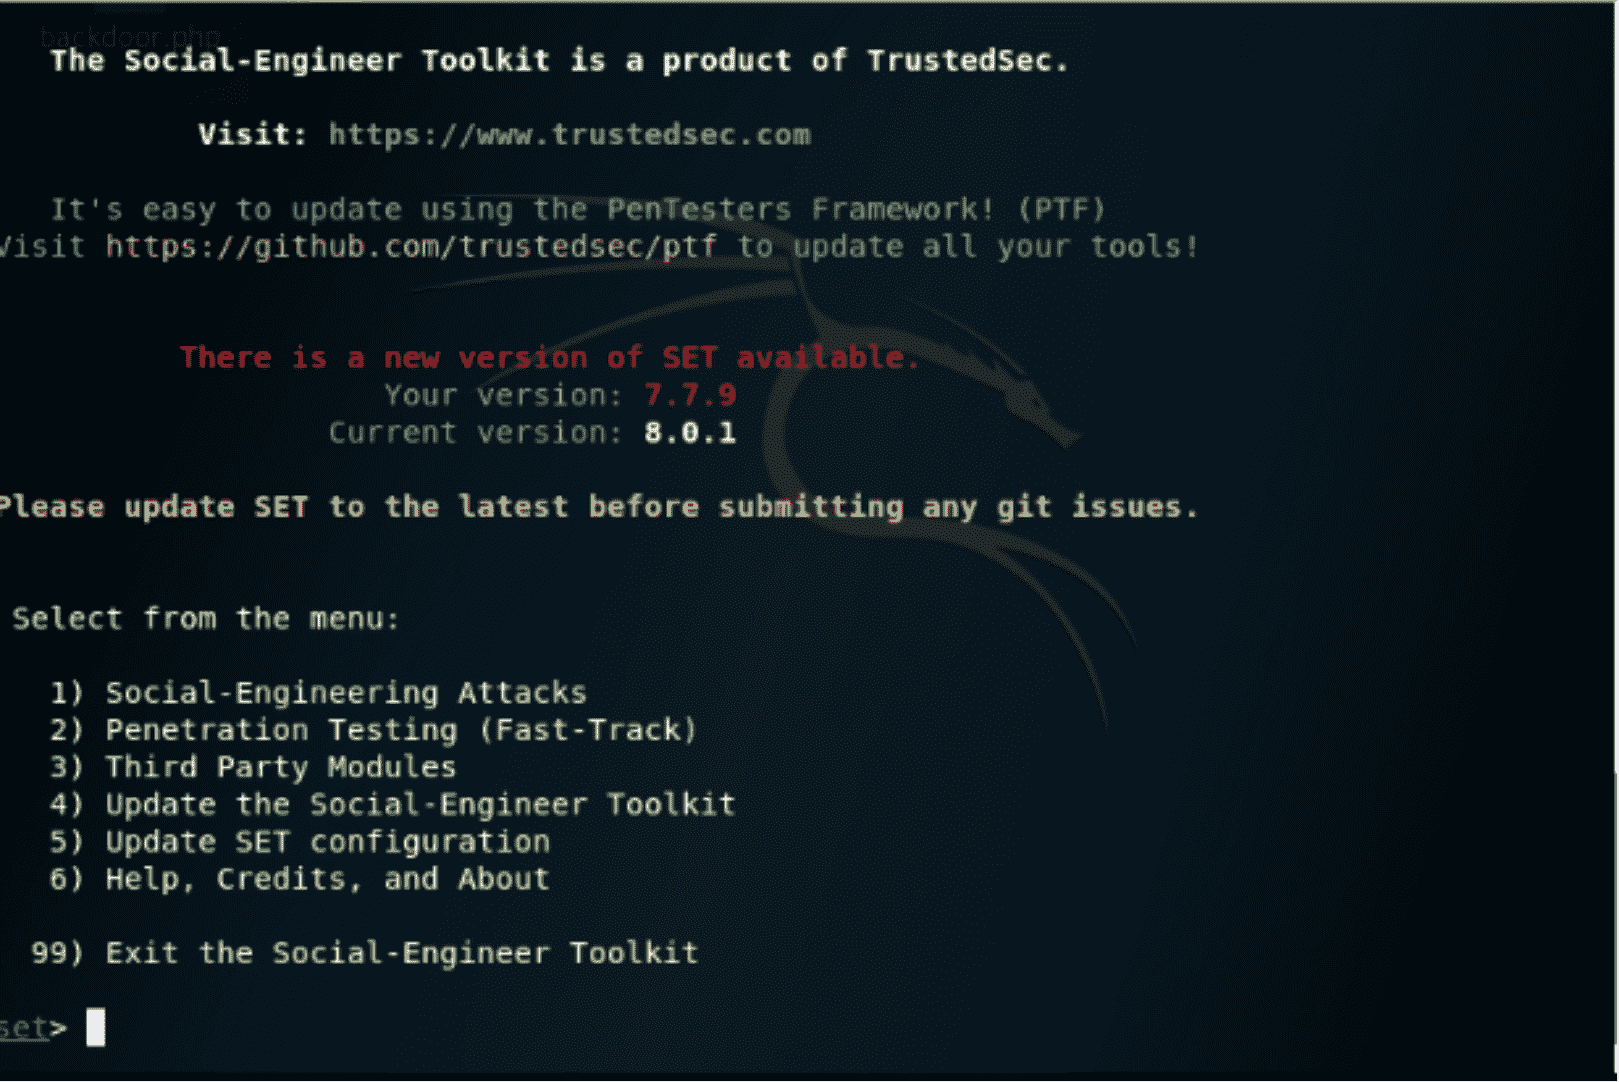 backdoor.php
The Social-Engineer Toolkit is a product of TrustedSec.
Visit: https://www.trustedsec.com
It's easy to update using the PenTesters Framework! (PTF)
Visit https://github.com/trustedsec/ptf to update all your tools!
There is a new version of SET available.
Your version: 7.7.9
Current version: 8.0.1
Please update SET to the latest before submitting any git issues.
Select from the menu:
1) Social-Engineering Attacks
2) Penetration Testing (Fast-Track)
3) Third Party Modules
4) Update the Social-Engineer Toolkit
5) Update SET configuration
6) Help, Credits, and About
99) Exit the Social-Engineer Toolkit
set>